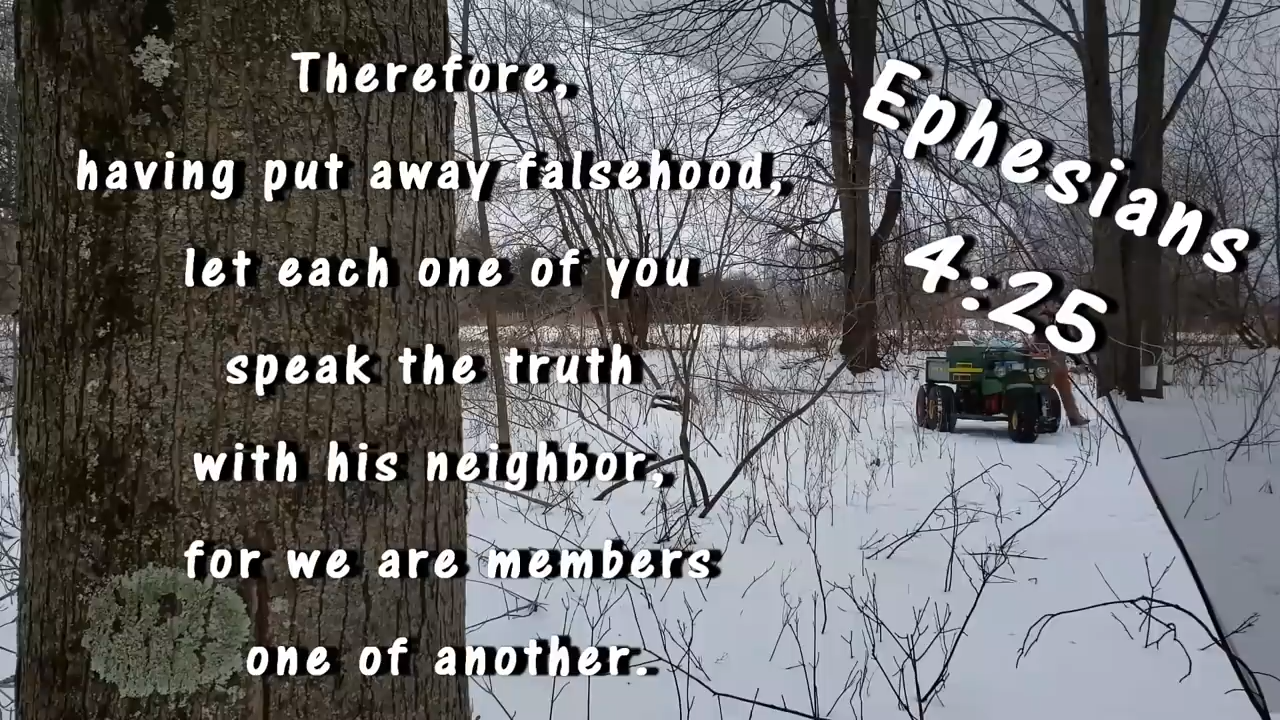 Therefore,
having put away falsehood,
let each one of you
speak the truth
with his neighbor,
for we are members
one of another.
Ephesians
4:25